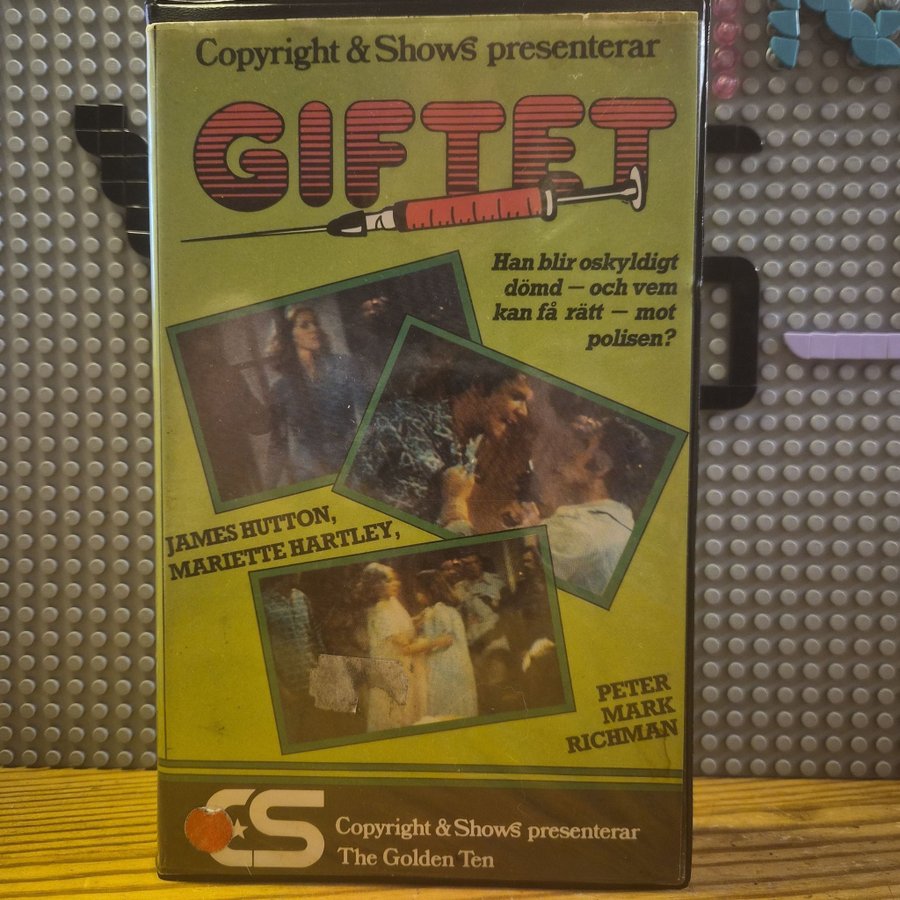 Copyright & Shows presenterar
GIFTET
Han blir oskyldigt
dömd — och vem
kan få rätt — mot
polisen?
JAMES HUTTON,
MARIETTE HARTLEY,
PETER
MARK
RICHMAN
CS
Copyright & Shows presenterar
The Golden Ten